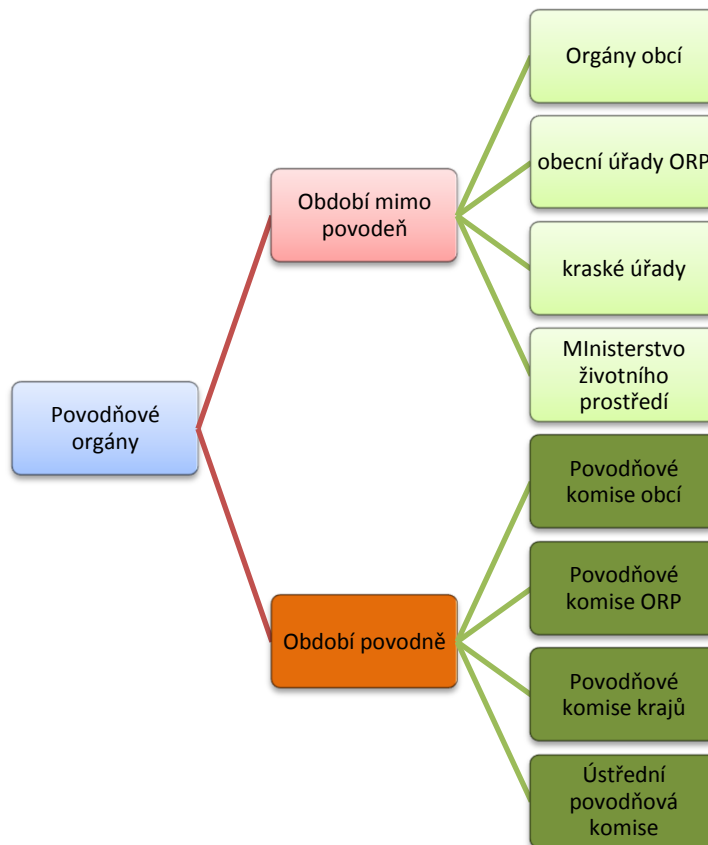 Povodňové
orgány
Období mimo
povodeň
Orgány obcí
obecní úřady ORP
kraské úřady
MInisterstvo
životního
prostředí
Období povodně
Povodňové
komise obcí
Povodňové
komise ORP
Povodňové
komise krajů
Ústřední
povodňová
komise